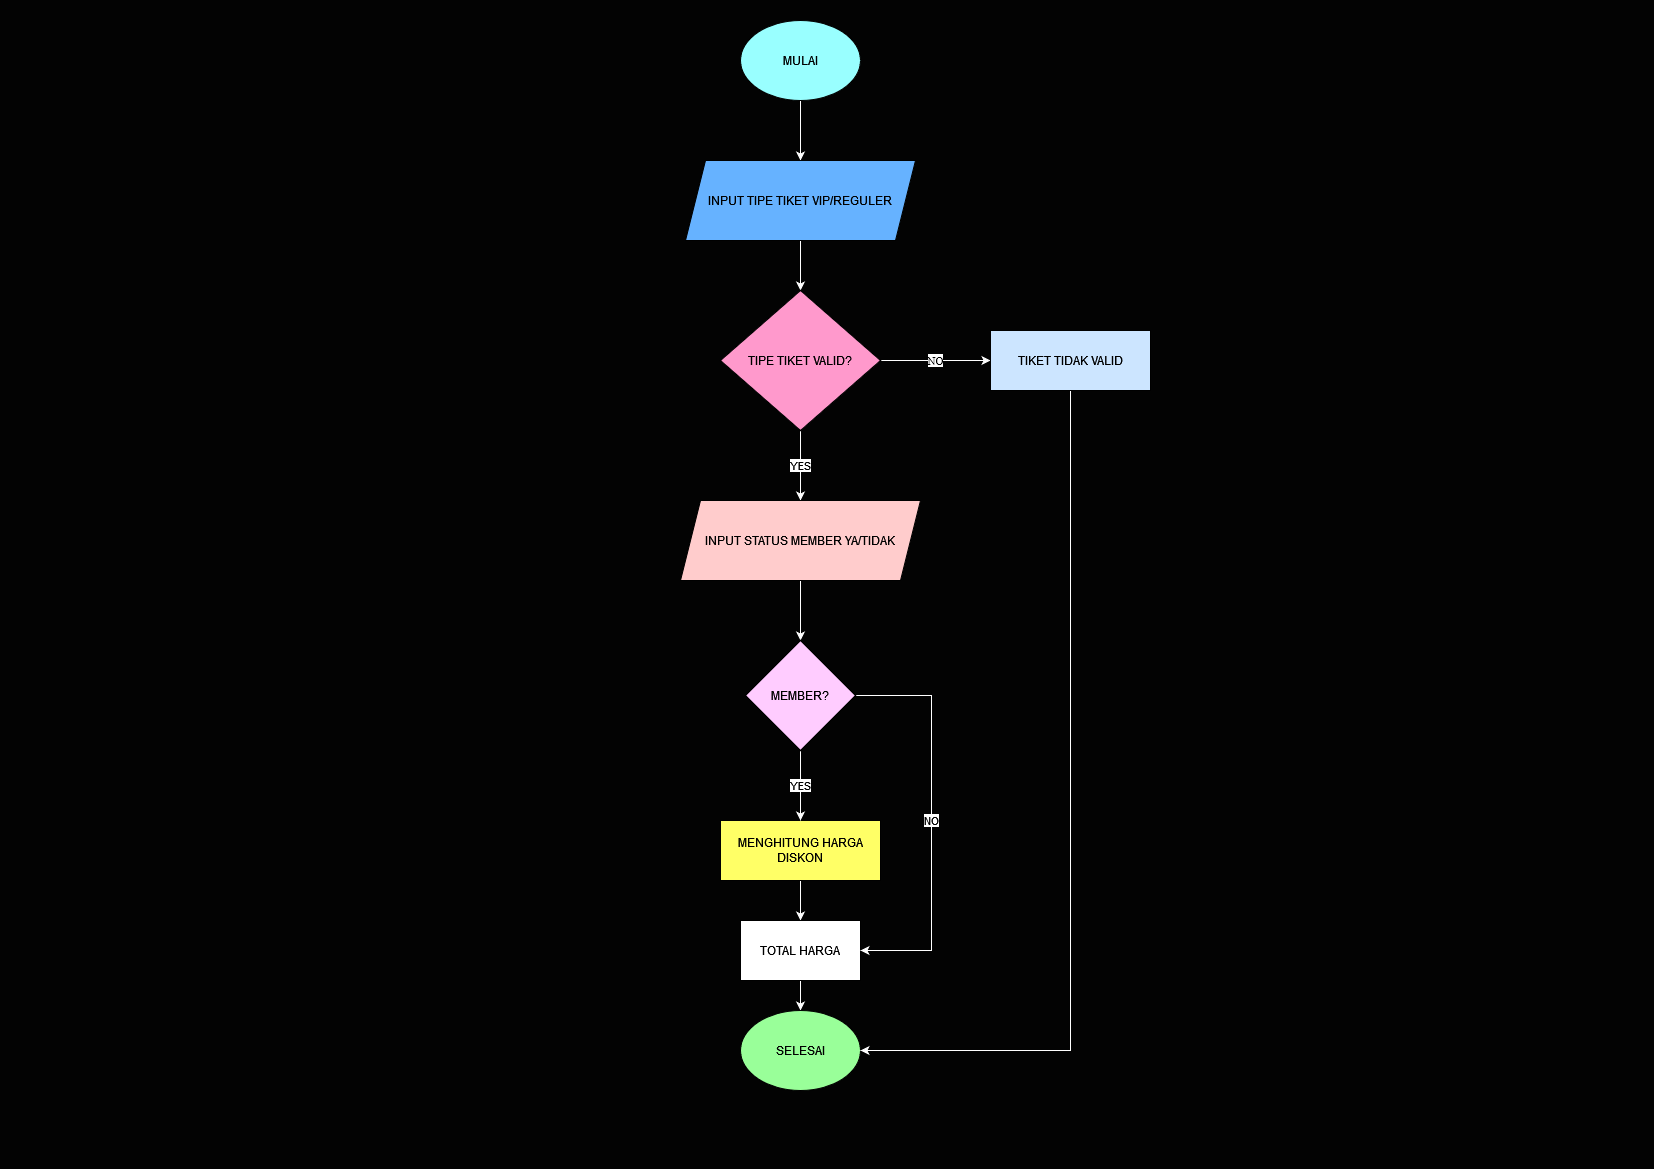 MULAI
INPUT TIPE TIKET VIP/REGULER
TIPE TIKET VALID?
NO
TIKET TIDAK VALID
YES
INPUT STATUS MEMBER YA/TIDAK
MEMBER?
YES
NO
MENGHITUNG HARGA
DISKON
TOTAL HARGA
SELESAI